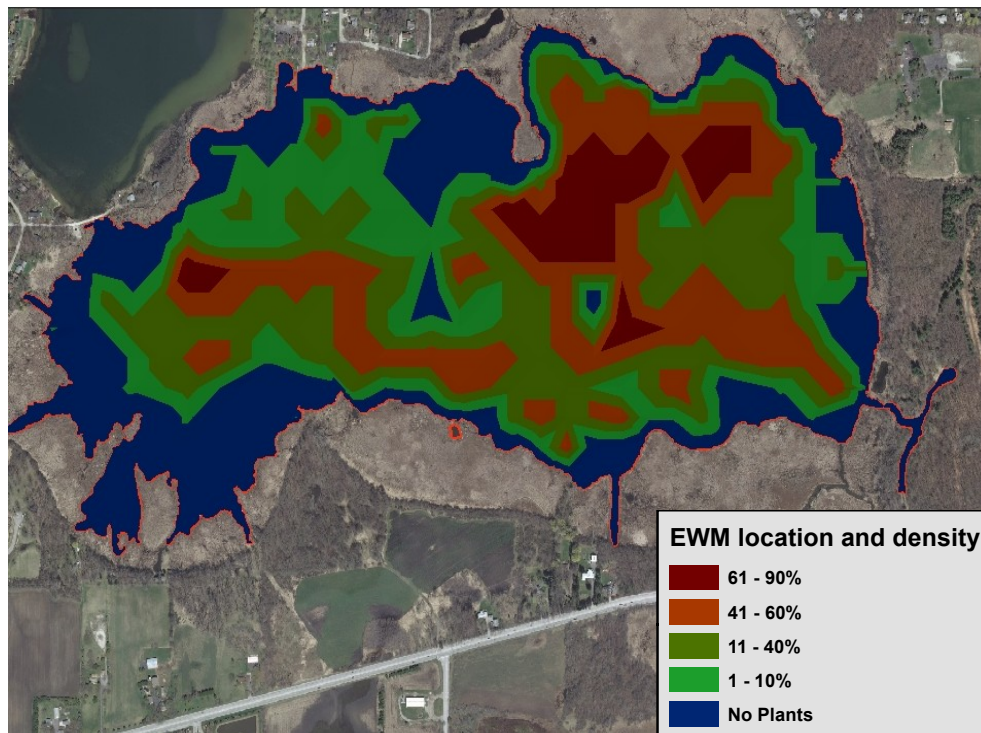 EWM location and density
61 - 90%
41 - 60%
11 - 40%
1 - 10%
No Plants